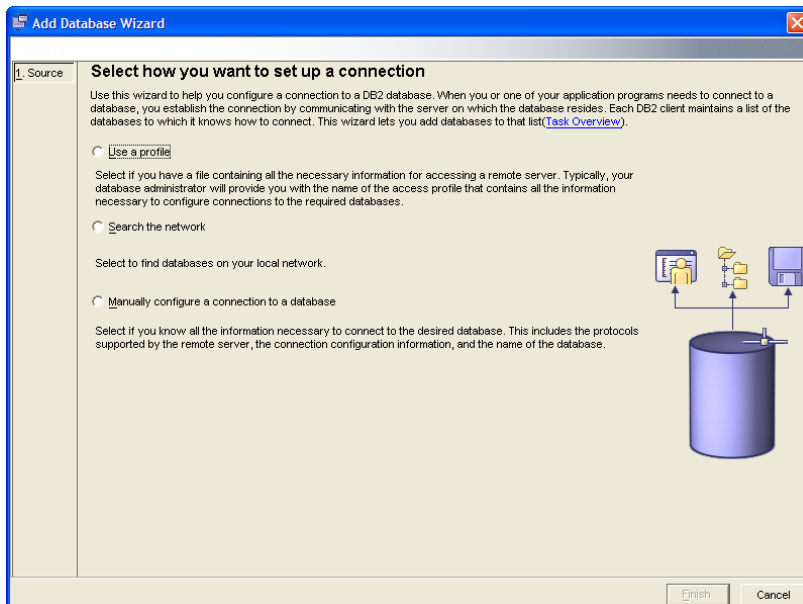 Add Database Wizard
1. Source
Select how you want to set up a connection
Use this wizard to help you configure a connection to a DB2 database. When you or one of your application programs needs to connect to a
database, you establish the connection by communicating with the server on which the database resides. Each DB2 client maintains a list of the
databases to which it knows how to connect. This wizard lets you add databases to that list(Task Overview).
Use a profile
Select if you have a file containing all the necessary information for accessing a remote server. Typically, your
database administrator will provide you with the name of the access profile that contains all the information
necessary to configure connections to the required databases.
Search the network
Select to find databases on your local network.
Manually configure a connection to a database
Select if you know all the information necessary to connect to the desired database. This includes the protocols
supported by the remote server, the connection configuration information, and the name of the database.
Finish
Cancel